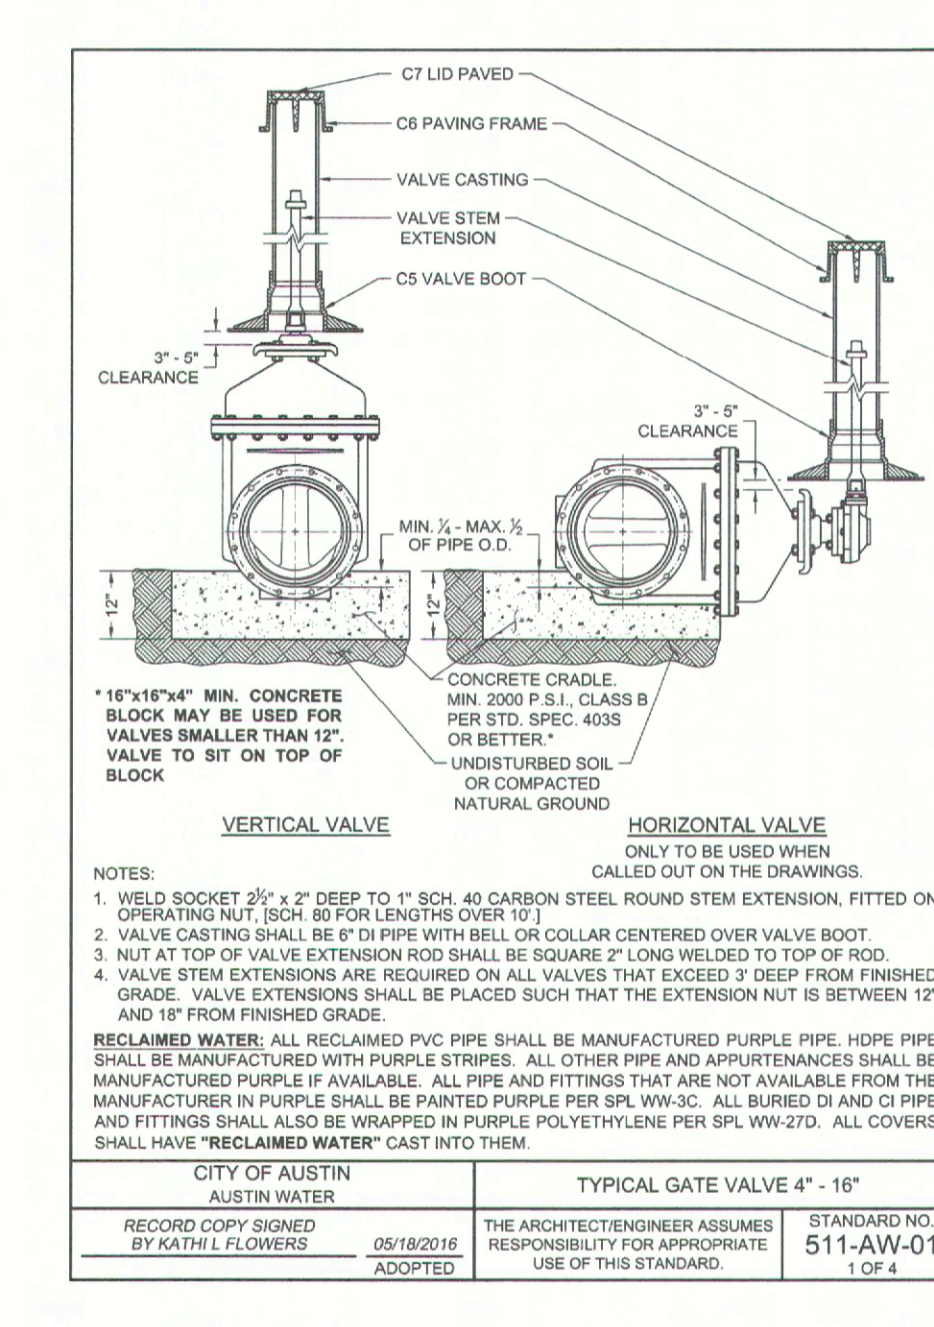 C7 LID PAVED
C6 PAVING FRAME
VALVE CASTING
VALVE STEM
EXTENSION
C5 VALVE BOOT
3" - 5"
CLEARANCE
3" - 5"
CLEARANCE
MIN. ¼ - MAX. ½
OF PIPE O.D.
12"
12"
CONCRETE CRADLE.
MIN. 2000 P.S.I., CLASS B
PER STD. SPEC. 403S
OR BETTER.*
* 16"x16"x4" MIN. CONCRETE
BLOCK MAY BE USED FOR
VALVES SMALLER THAN 12".
VALVE TO SIT ON TOP OF
BLOCK
UNDISTURBED SOIL
OR COMPACTED
NATURAL GROUND
VERTICAL VALVE
HORIZONTAL VALVE
ONLY TO BE USED WHEN
CALLED OUT ON THE DRAWINGS.
NOTES:
1. WELD SOCKET 2½" x 2" DEEP TO 1" SCH. 40 CARBON STEEL ROUND STEM EXTENSION, FITTED ON
OPERATING NUT, [SCH. 80 FOR LENGTHS OVER 10'.]
2. VALVE CASTING SHALL BE 6" DI PIPE WITH BELL OR COLLAR CENTERED OVER VALVE BOOT.
3. NUT AT TOP OF VALVE EXTENSION ROD SHALL BE SQUARE 2" LONG WELDED TO TOP OF ROD.
4. VALVE STEM EXTENSIONS ARE REQUIRED ON ALL VALVES THAT EXCEED 3' DEEP FROM FINISHED
GRADE. VALVE EXTENSIONS SHALL BE PLACED SUCH THAT THE EXTENSION NUT IS BETWEEN 12"
AND 18" FROM FINISHED GRADE.
RECLAIMED WATER: ALL RECLAIMED PVC PIPE SHALL BE MANUFACTURED PURPLE PIPE. HDPE PIPE
SHALL BE MANUFACTURED WITH PURPLE STRIPES. ALL OTHER PIPE AND APPURTENANCES SHALL BE
MANUFACTURED PURPLE IF AVAILABLE. ALL PIPE AND FITTINGS THAT ARE NOT AVAILABLE FROM THE
MANUFACTURER IN PURPLE SHALL BE PAINTED PURPLE PER SPL WW-3C. ALL BURIED DI AND CI PIPE
AND FITTINGS SHALL ALSO BE WRAPPED IN PURPLE POLYETHYLENE PER SPL WW-27D. ALL COVERS
SHALL HAVE "RECLAIMED WATER" CAST INTO THEM.
CITY OF AUSTIN
AUSTIN WATER
TYPICAL GATE VALVE 4" - 16"
RECORD COPY SIGNED
BY KATHI L FLOWERS
05/18/2016
ADOPTED
THE ARCHITECT/ENGINEER ASSUMES
RESPONSIBILITY FOR APPROPRIATE
USE OF THIS STANDARD.
STANDARD NO.
511-AW-01
1 OF 4